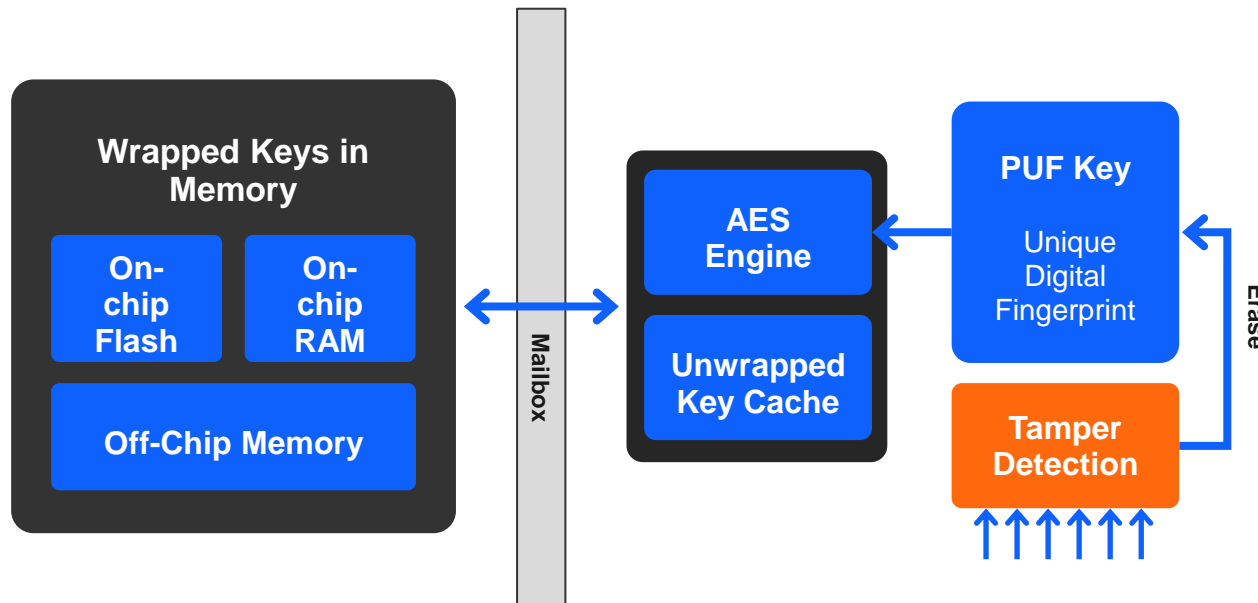 Wrapped Keys in
Memory
On-
chip
Flash
On-
chip
RAM
Off-Chip Memory
Mailbox
AES
Engine
Unwrapped
Key Cache
PUF Key
Unique
Digital
Fingerprint
Tamper
Detection
Erase